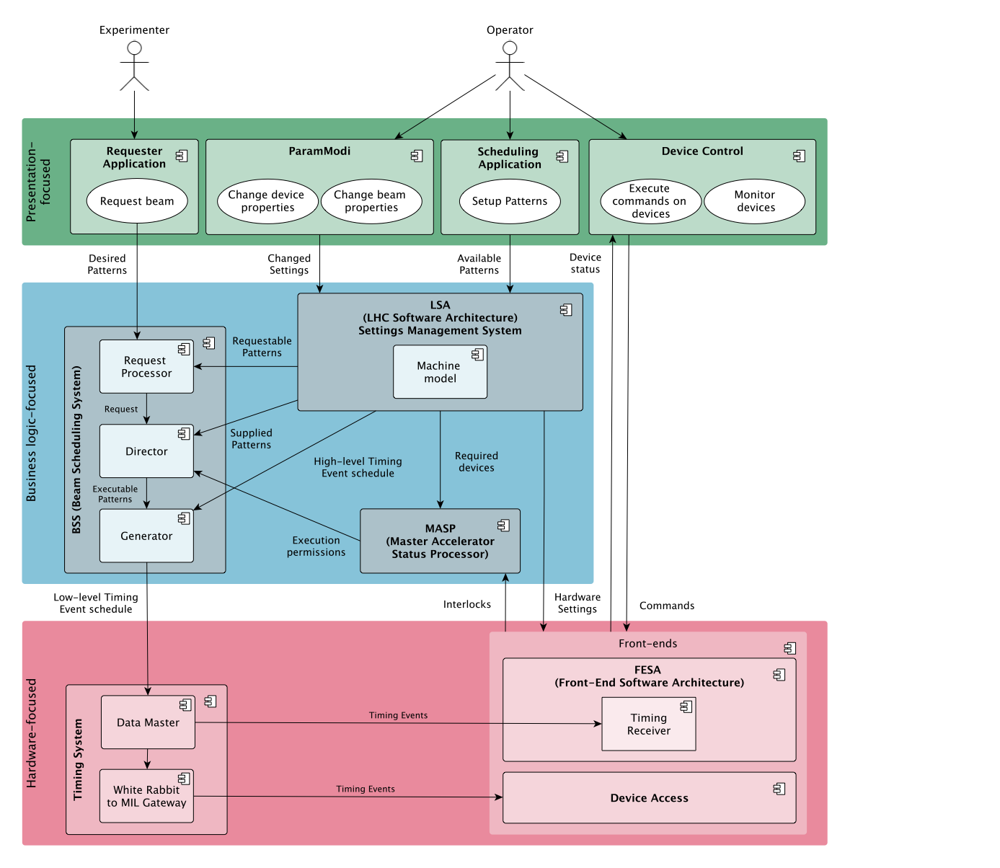 Experimenter
Operator
Presentation-
focused
Requester
Application
Request beam
ParamModi
Change device
properties
Change beam
properties
Scheduling
Application
Setup Patterns
Device Control
Execute
commands on
devices
Monitor
devices
Desired
Patterns
Changed
Settings
Available
Patterns
Device
status
Business logic-focused
LSA
(LHC Software Architecture)
Settings Management System
Machine
model
BSS (Beam Scheduling System)
Request
Processor
Requestable
Patterns
Request
Director
Supplied
Patterns
High-level Timing
Event schedule
Required
devices
Executable
Patterns
Generator
Execution
permissions
MASP
(Master Accelerator
Status Processor)
Low-level Timing
Event schedule
Interlocks
Hardware
Settings
Commands
Hardware-focused
Front-ends
FESA
(Front-End Software Architecture)
Timing
Receiver
Timing System
Data Master
Timing Events
White Rabbit
to MIL Gateway
Timing Events
Device Access